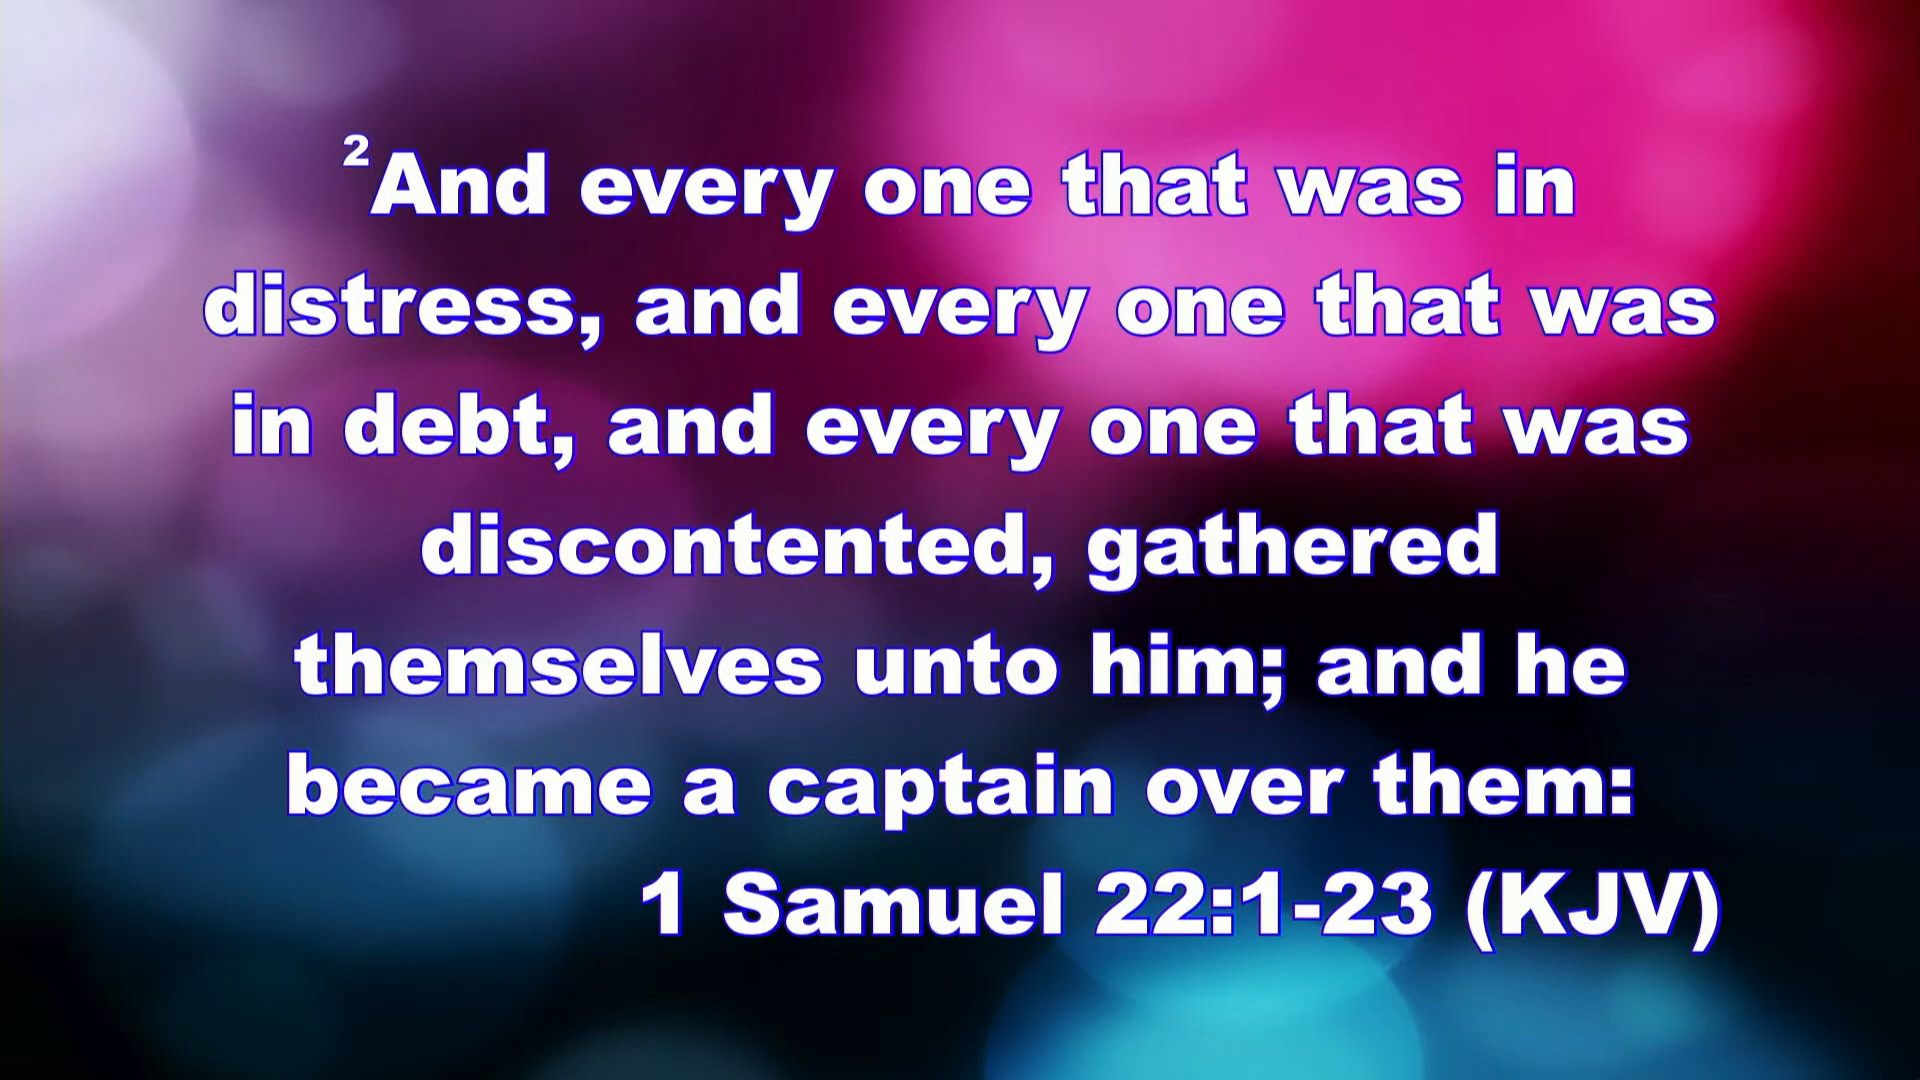 ²And every one that was in
distress, and every one that was
in debt, and every one that was
discontented, gathered
themselves unto him; and he
became a captain over them:
1 Samuel 22:1-23 (KJV)